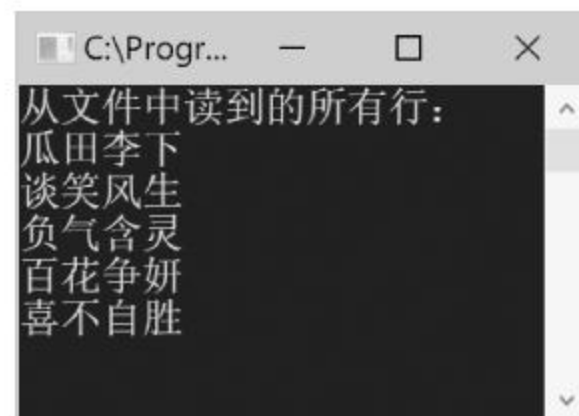 C:\Progr...
从文件中读到的所有行：
瓜田李下
谈笑风生
负气含灵
百花争妍
喜不自胜